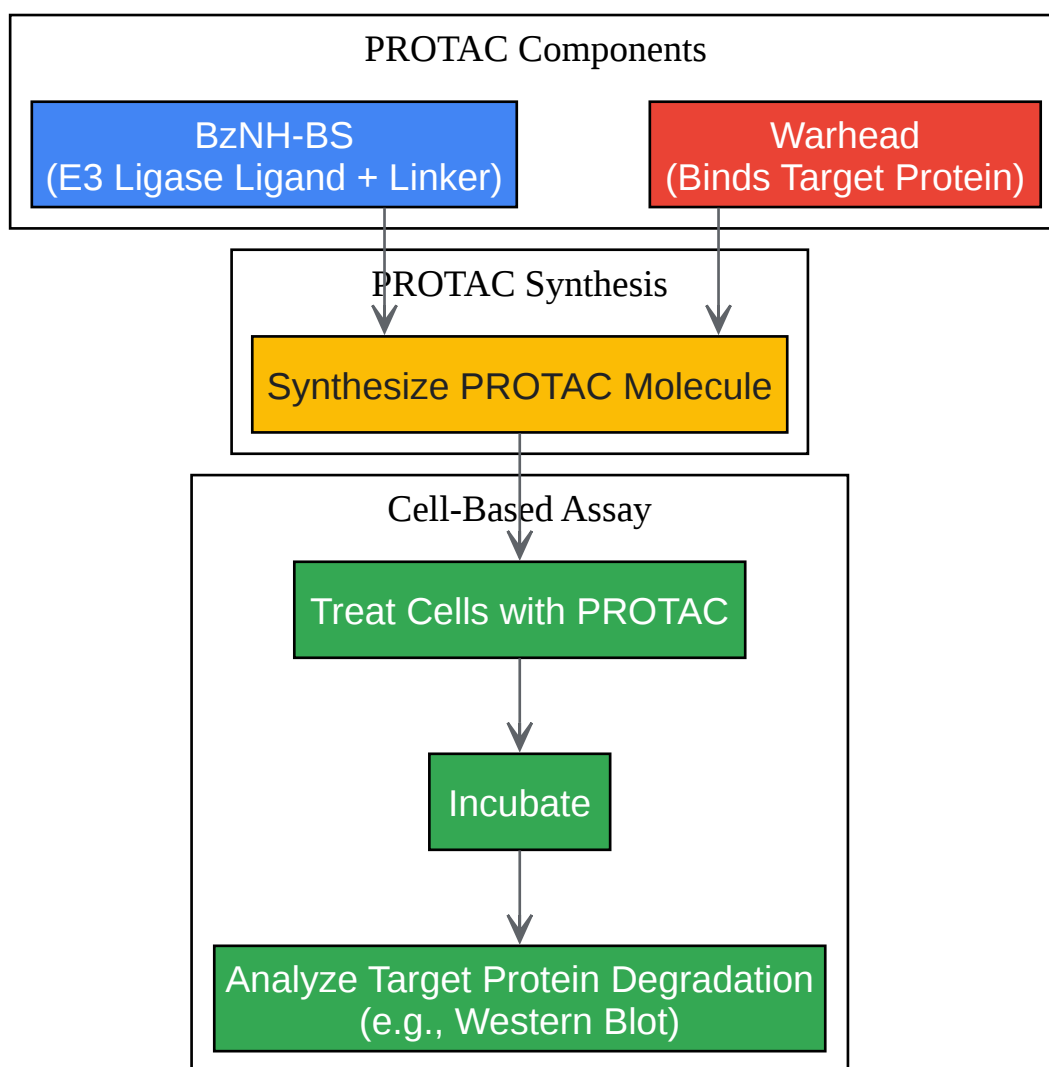 PROTAC Components
BzNH-BS
(E3 Ligase Ligand + Linker)
Warhead
(Binds Target Protein)
PROTAC Synthesis
Synthesize PROTAC Molecule
Cell-Based Assay
Treat Cells with PROTAC
Incubate
Analyze Target Protein Degradation
(e.g., Western Blot)